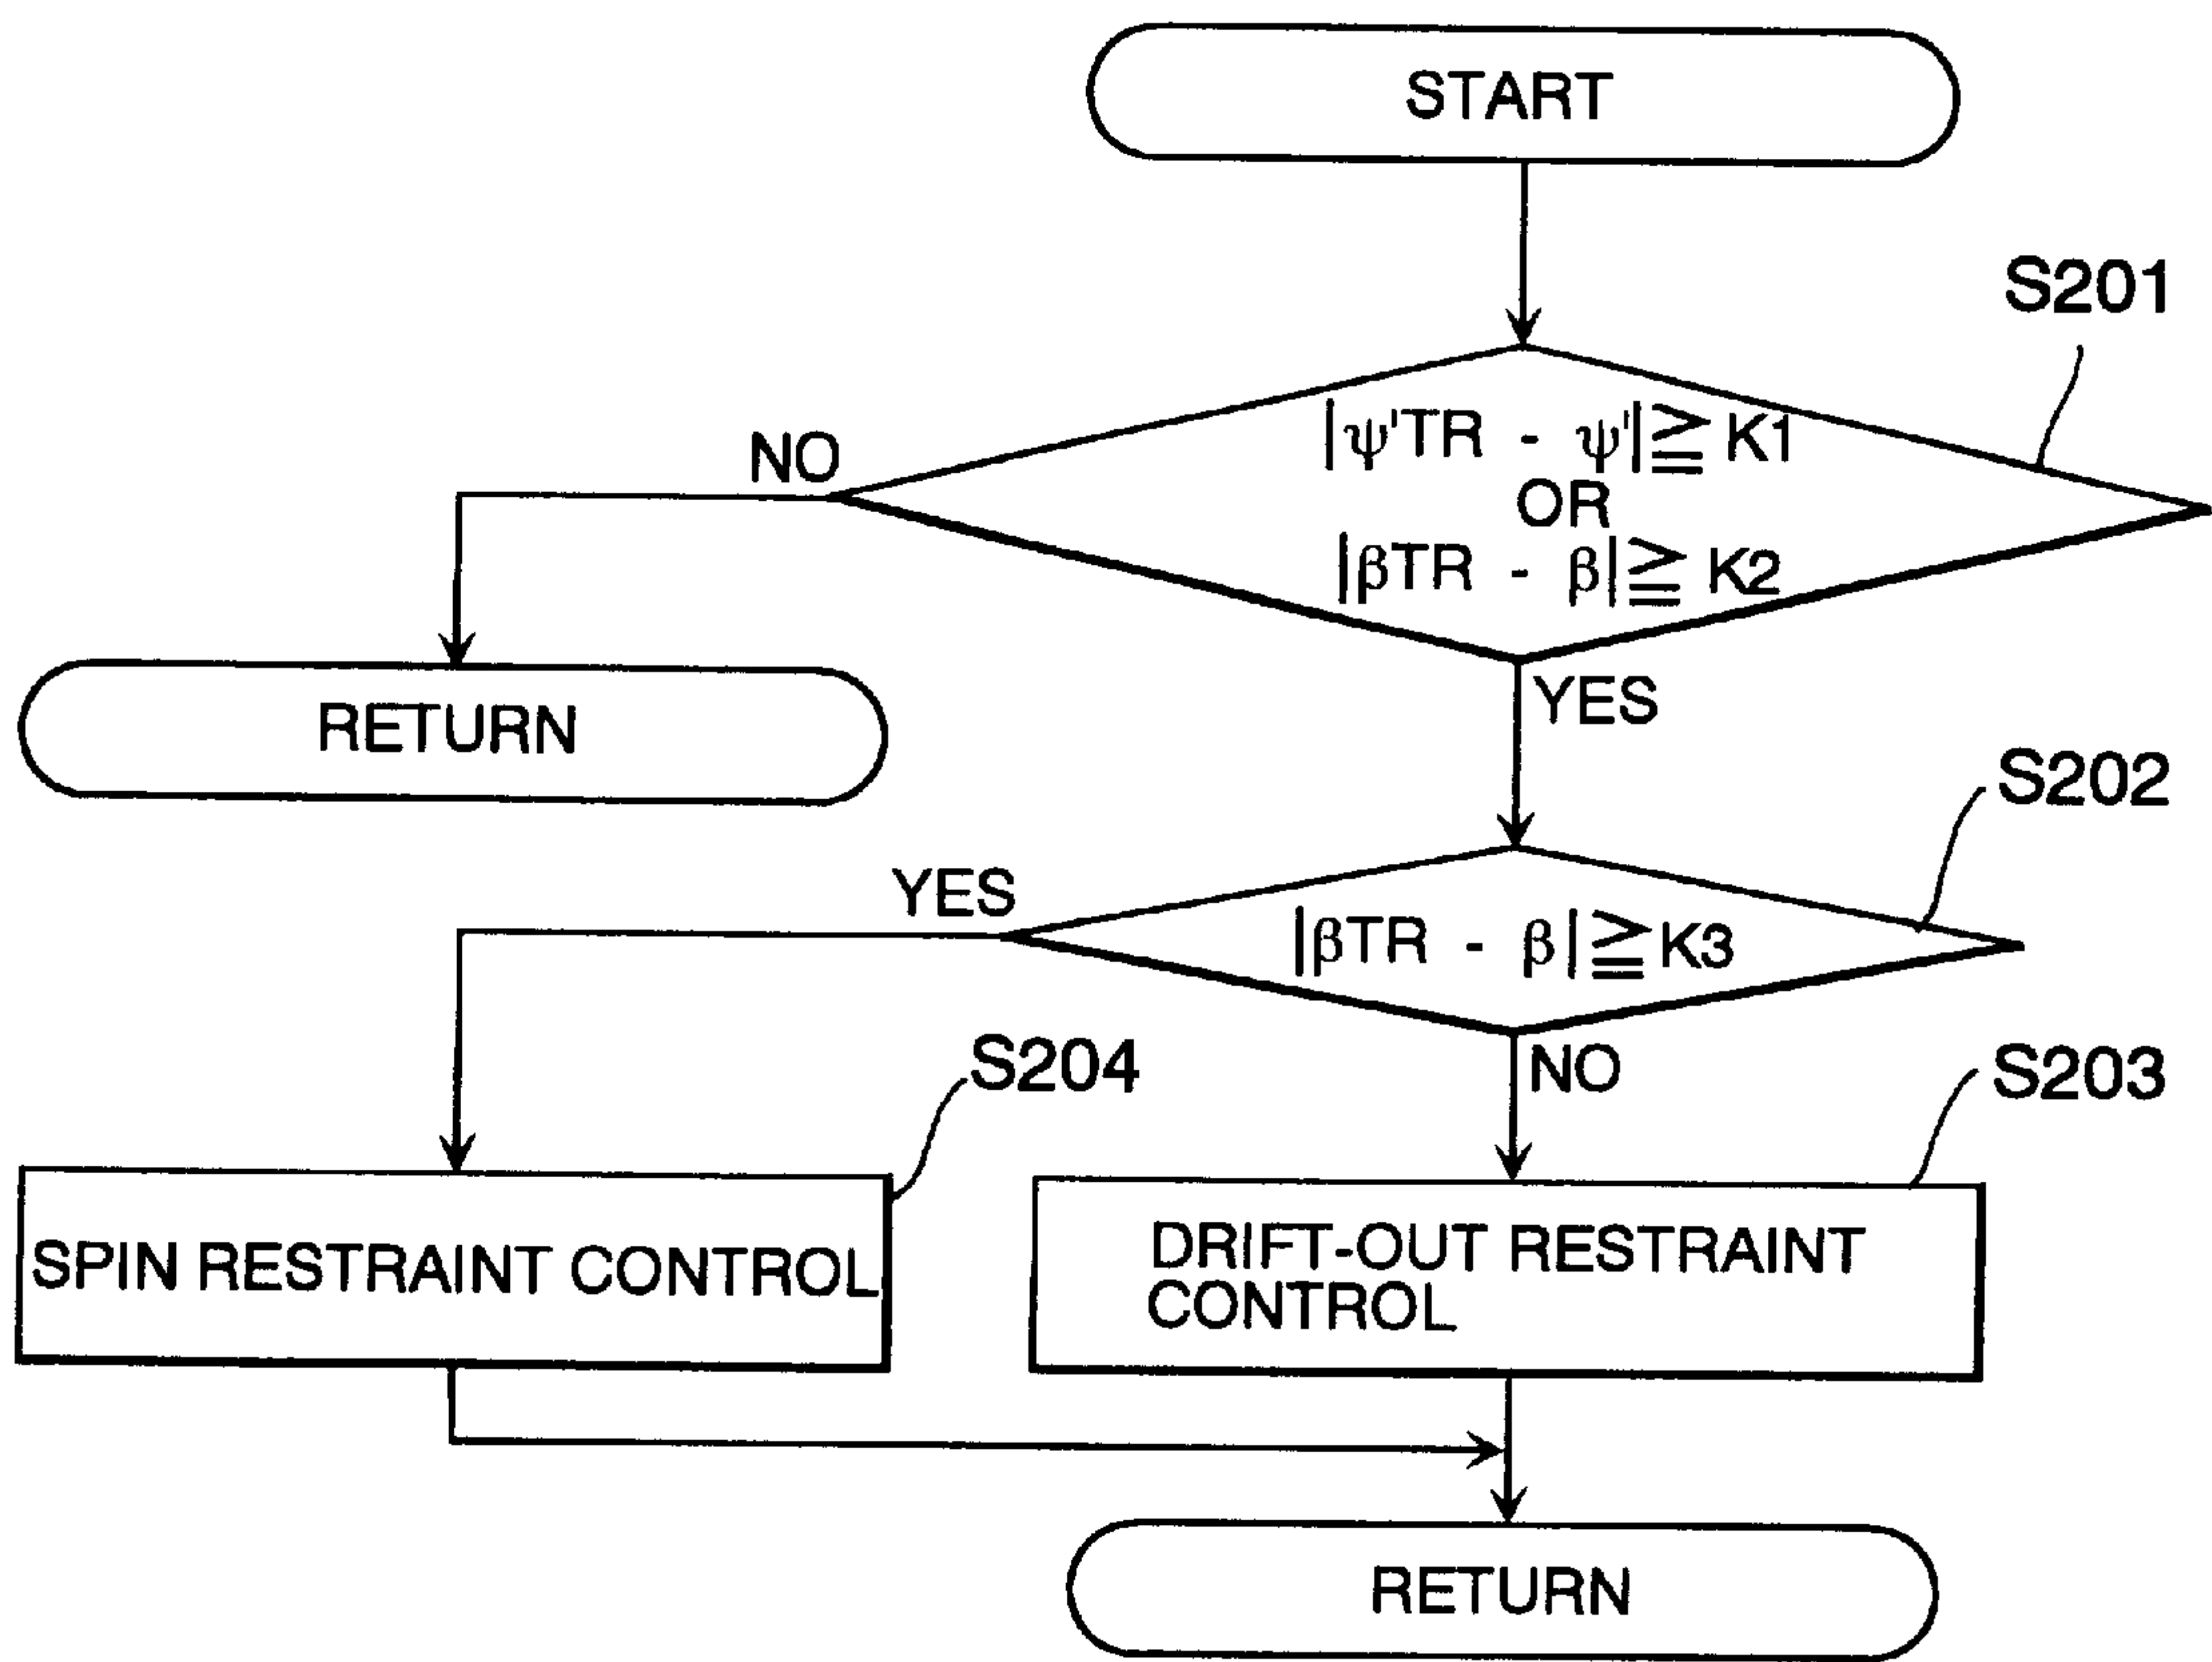 START
S201
|ψ'TR - ψ'|≧K1
NO
OR
|βTR - β|≧K2
RETURN
YES
S202
YES
|βTR - β|≧K3
S204
NO
S203
SPIN RESTRAINT CONTROL
DRIFT-OUT RESTRAINT
CONTROL
RETURN